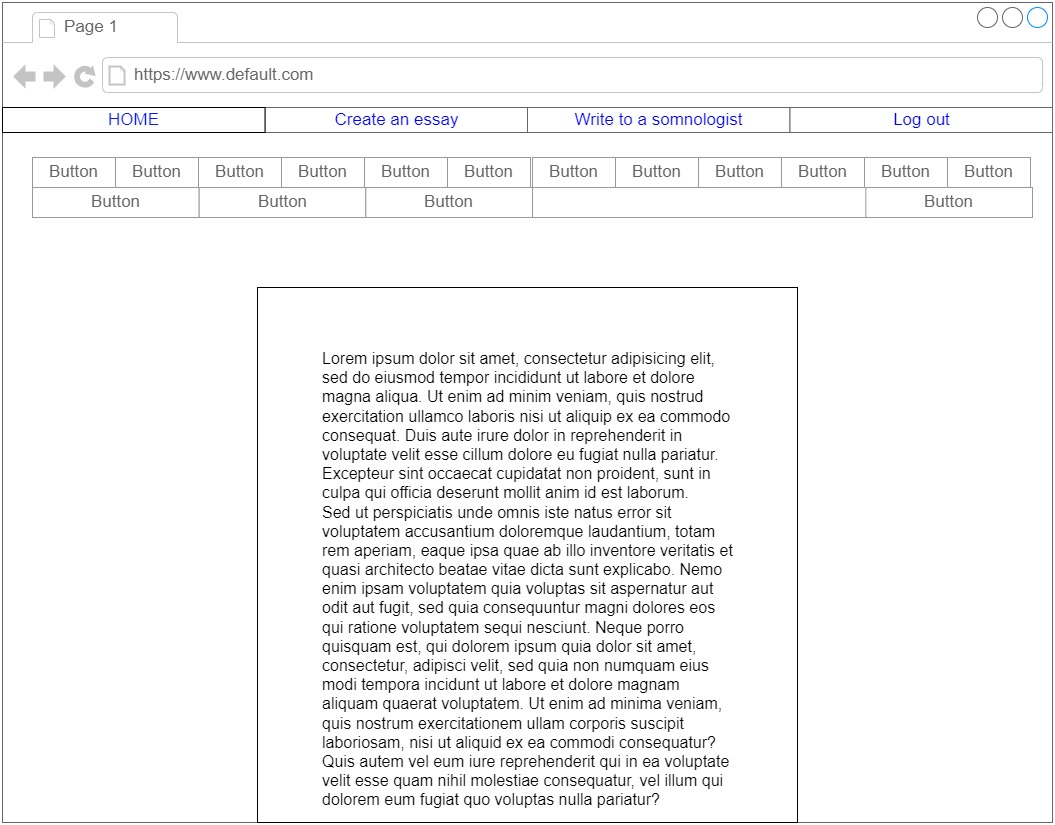 Page 1
https://www.default.com
HOME Create an essay Write to a somnologist Log out
Button Button Button Button Button Button Button Button Button Button Button Button
Button Button Button Button
Lorem ipsum dolor sit amet, consectetur adipisicing elit,
sed do eiusmod tempor incididunt ut labore et dolore
magna aliqua. Ut enim ad minim veniam, quis nostrud
exercitation ullamco laboris nisi ut aliquip ex ea commodo
consequat. Duis aute irure dolor in reprehenderit in
voluptate velit esse cillum dolore eu fugiat nulla pariatur.
Excepteur sint occaecat cupidatat non proident, sunt in
culpa qui officia deserunt mollit anim id est laborum.
Sed ut perspiciatis unde omnis iste natus error sit
voluptatem accusantium doloremque laudantium, totam
rem aperiam, eaque ipsa quae ab illo inventore veritatis et
quasi architecto beatae vitae dicta sunt explicabo. Nemo
enim ipsam voluptatem quia voluptas sit aspernatur aut
odit aut fugit, sed quia consequuntur magni dolores eos
qui ratione voluptatem sequi nesciunt. Neque porro
quisquam est, qui dolorem ipsum quia dolor sit amet,
consectetur, adipisci velit, sed quia non numquam eius
modi tempora incidunt ut labore et dolore magnam
aliquam quaerat voluptatem. Ut enim ad minima veniam,
quis nostrum exercitationem ullam corporis suscipit
laboriosam, nisi ut aliquid ex ea commodi consequatur?
Quis autem vel eum iure reprehenderit qui in ea voluptate
velit esse quam nihil molestiae consequatur, vel illum qui
dolorem eum fugiat quo voluptas nulla pariatur?